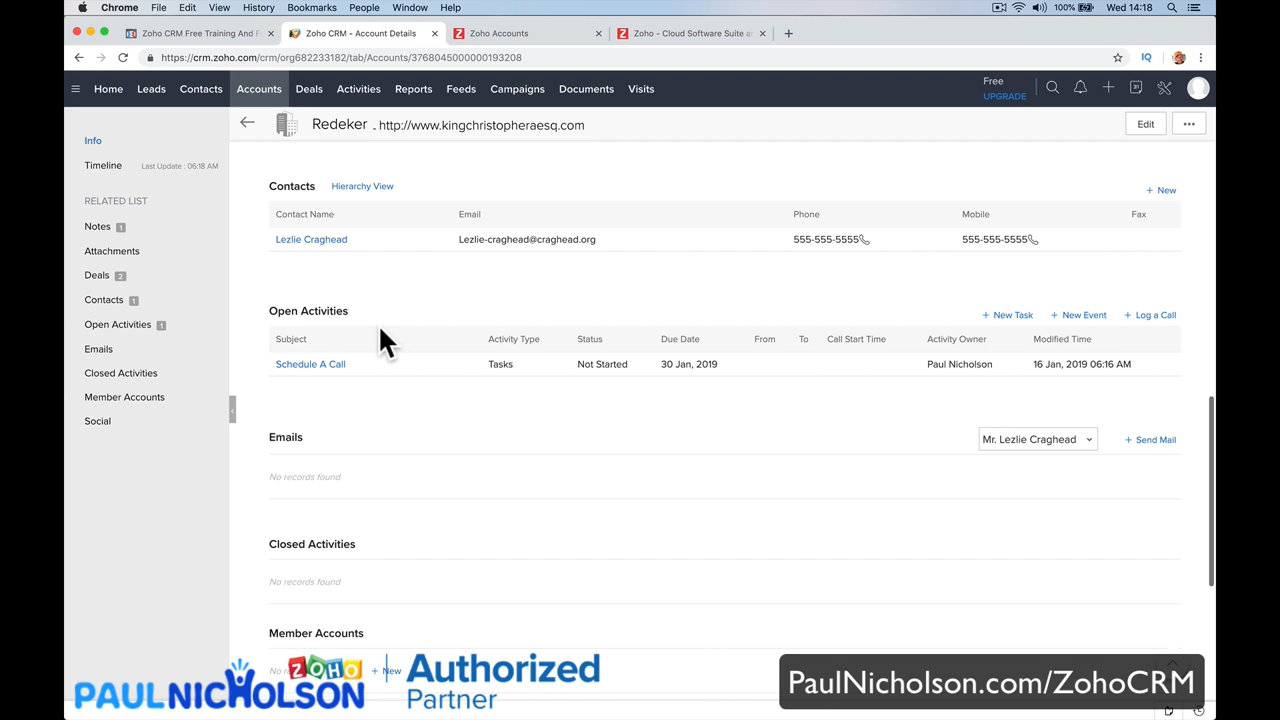 Chrome File Edit View History Bookmarks People Window Help 100% Wed 14:18
Zoho CRM Free Training And F Zoho CRM - Account Details Zoho Accounts Zoho - Cloud Software Suite a
https://crm.zoho.com/crm/org682233182/tab/Accounts/3768045000000193208 IQ
Home Leads Contacts Accounts Deals Activities Reports Feeds Campaigns Documents Visits Free
UPGRADE
31
Redeker - http://www.kingchristopheraesq.com Edit
Info
Timeline Last Update : 06:18 AM
RELATED LIST
Notes 1
Attachments
Deals 2
Contacts 1
Open Activities 1
Emails
Closed Activities
Member Accounts
Social
Contacts Hierarchy View + New
Contact Name Email Phone Mobile Fax
Lezlie Craghead Lezlie-craghead@craghead.org 555-555-5555 555-555-5555
Open Activities + New Task + New Event + Log a Call
Subject Activity Type Status Due Date From To Call Start Time Activity Owner Modified Time
Schedule A Call Tasks Not Started 30 Jan, 2019 Paul Nicholson 16 Jan, 2019 06:16 AM
Emails Mr. Lezlie Craghead + Send Mail
No records found
Closed Activities
No records found
Member Accounts
+ New
ZOHO
PAULNICHOLSON
Authorized
Partner
PaulNicholson.com/ZohoCRM